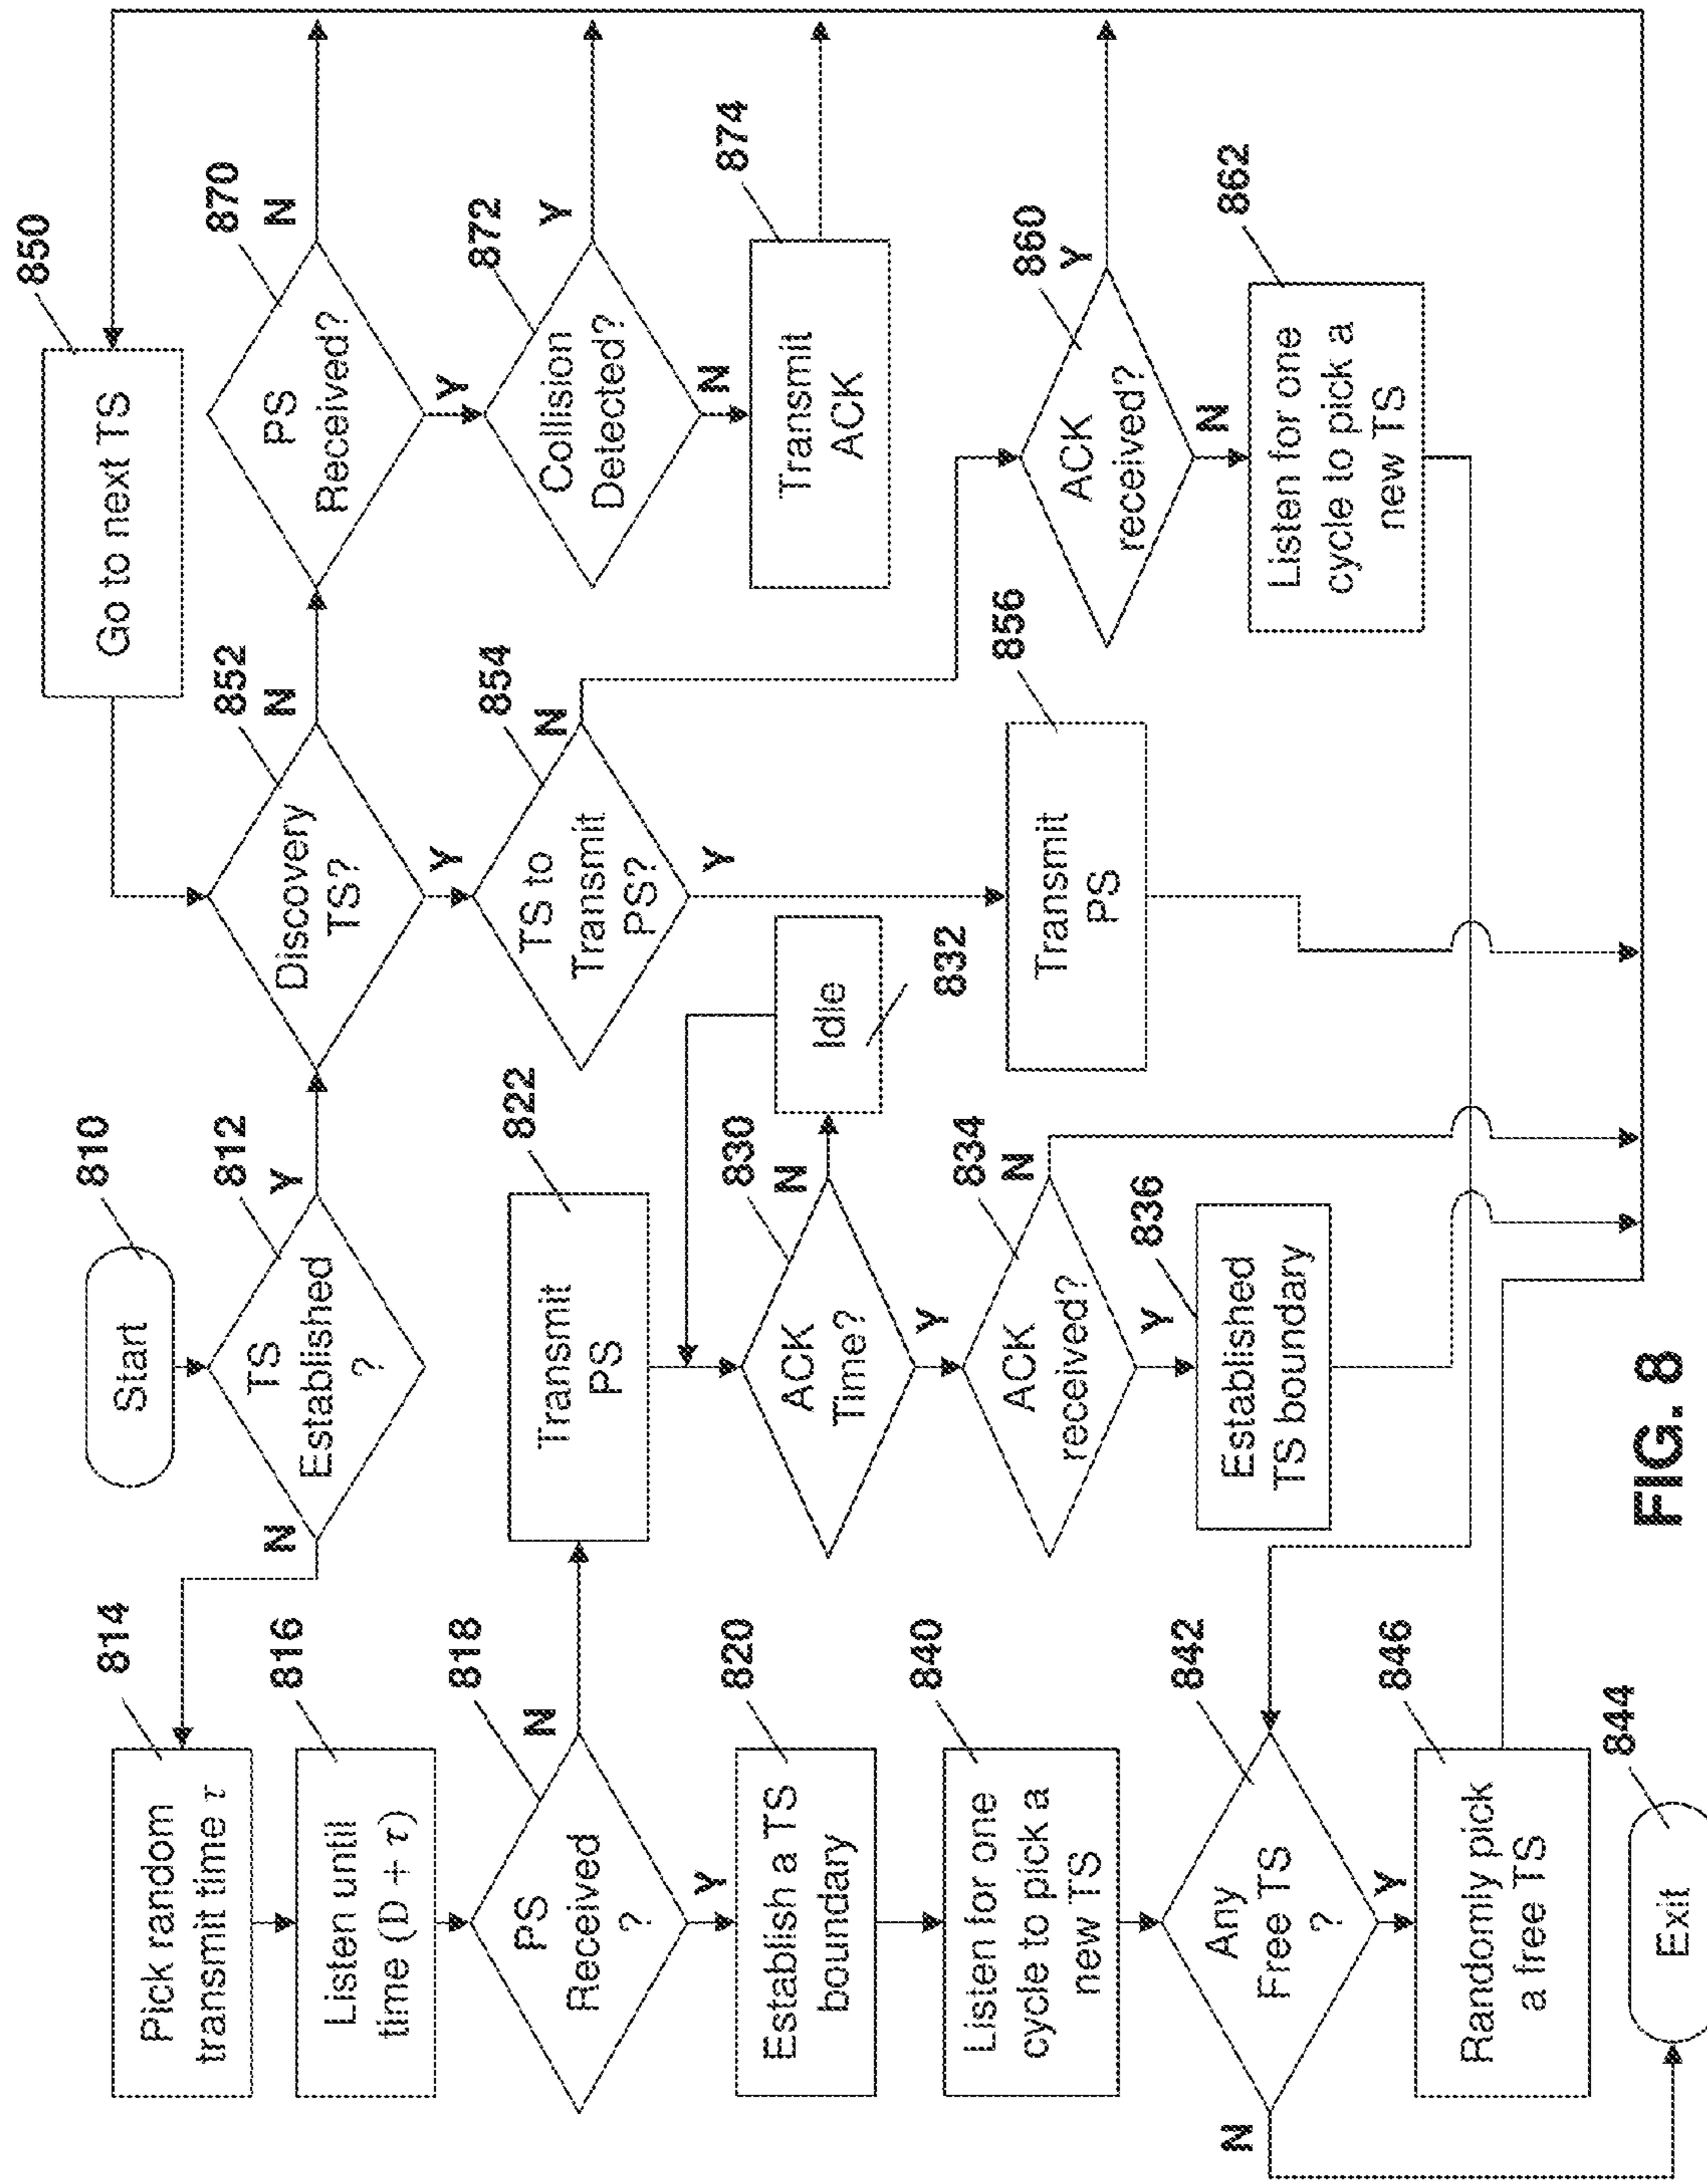 Start
810
TS
Established
?
812
N
Y
Pick random
transmit time τ
814
Listen until
time (D + τ)
816
PS
Received
?
818
N
Y
Establish a TS
boundary
820
Listen for one
cycle to pick a
new TS
840
Any
Free TS
?
842
N
Y
Randomly pick
a free TS
846
Exit
844
Transmit
PS
822
ACK
Time?
830
N
Y
Idle
832
ACK
received?
834
N
Y
Established
TS boundary
836
Go to next TS
850
Discovery
TS?
852
N
Y
TS to
Transmit
PS?
854
N
Y
Transmit
PS
856
PS
Received?
870
N
Y
Collision
Detected?
872
Y
N
Transmit
ACK
874
ACK
received?
860
Y
N
Listen for one
cycle to pick a
new TS
862
FIG. 8